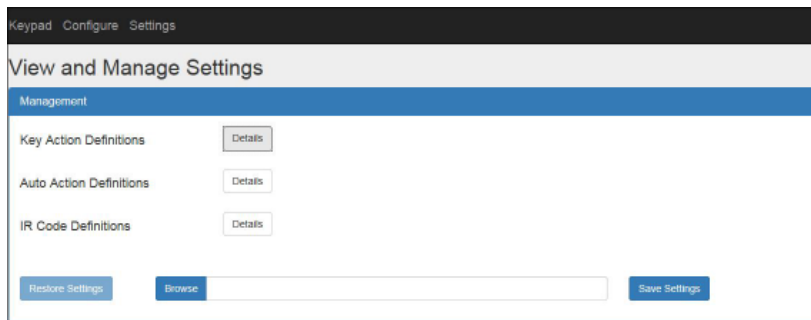 Keypad Configure Settings
View and Manage Settings
Management
Key Action Definitions Details
Auto Action Definitions Details
IR Code Definitions Details
Restore Settings Browse Save Settings